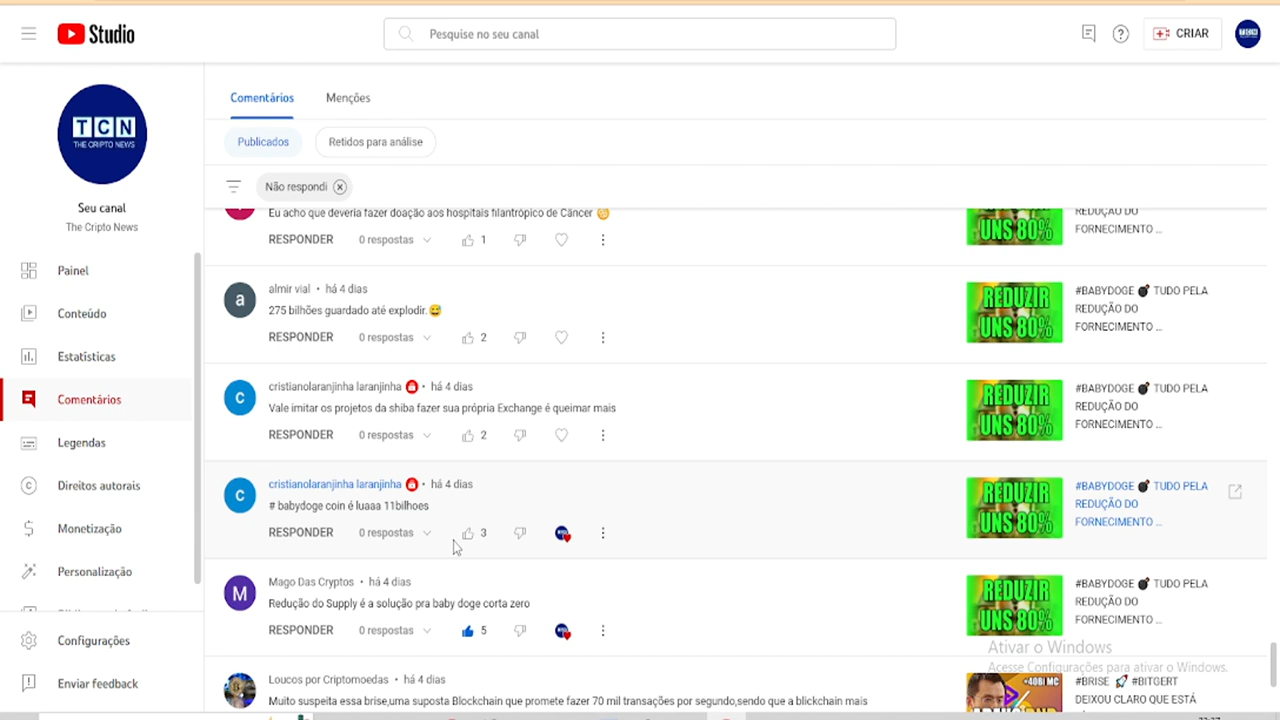 Studio
Pesquise no seu canal
CRIAR
TCN
TCN
THE CRIPTO NEWS
Seu canal
The Cripto News
Painel
Conteúdo
Estatísticas
Comentários
Legendas
Direitos autorais
Monetização
Personalização
Configurações
Enviar feedback
Comentários
Menções
Publicados
Retidos para análise
Não respondi
Eu acho que deveria fazer doação aos hospitais filantrópico de Câncer
RESPONDER 0 respostas 1
UNS 80%
REDUÇÃO DO
FORNECIMENTO ...
a
almir vial • há 4 dias
275 bilhões guardado até explodir.
RESPONDER 0 respostas 2
REDUZIR
UNS 80%
#BABYDOGE TUDO PELA
REDUÇÃO DO
FORNECIMENTO ...
c
cristianolaranjinha laranjinha • há 4 dias
Vale imitar os projetos da shiba fazer sua própria Exchange é queimar mais
RESPONDER 0 respostas 2
REDUZIR
UNS 80%
#BABYDOGE TUDO PELA
REDUÇÃO DO
FORNECIMENTO ...
c
cristianolaranjinha laranjinha • há 4 dias
# babydoge coin é luaaa 11bilhoes
RESPONDER 0 respostas 3
REDUZIR
UNS 80%
#BABYDOGE TUDO PELA
REDUÇÃO DO
FORNECIMENTO ...
M
Mago Das Cryptos • há 4 dias
Redução do Supply é a solução pra baby doge corta zero
RESPONDER 0 respostas 5
REDUZIR
UNS 80%
#BABYDOGE TUDO PELA
REDUÇÃO DO
FORNECIMENTO ...
Ativar o Windows
Acesse Configurações para ativar o Windows.
Loucos por Criptomoedas • há 4 dias
Muito suspeita essa brise,uma suposta Blockchain que promete fazer 70 mil transações por segundo,sendo que a blickchain mais
+40Bi MC
#BRISE #BITGERT
DEIXOU CLARO QUE ESTÁ